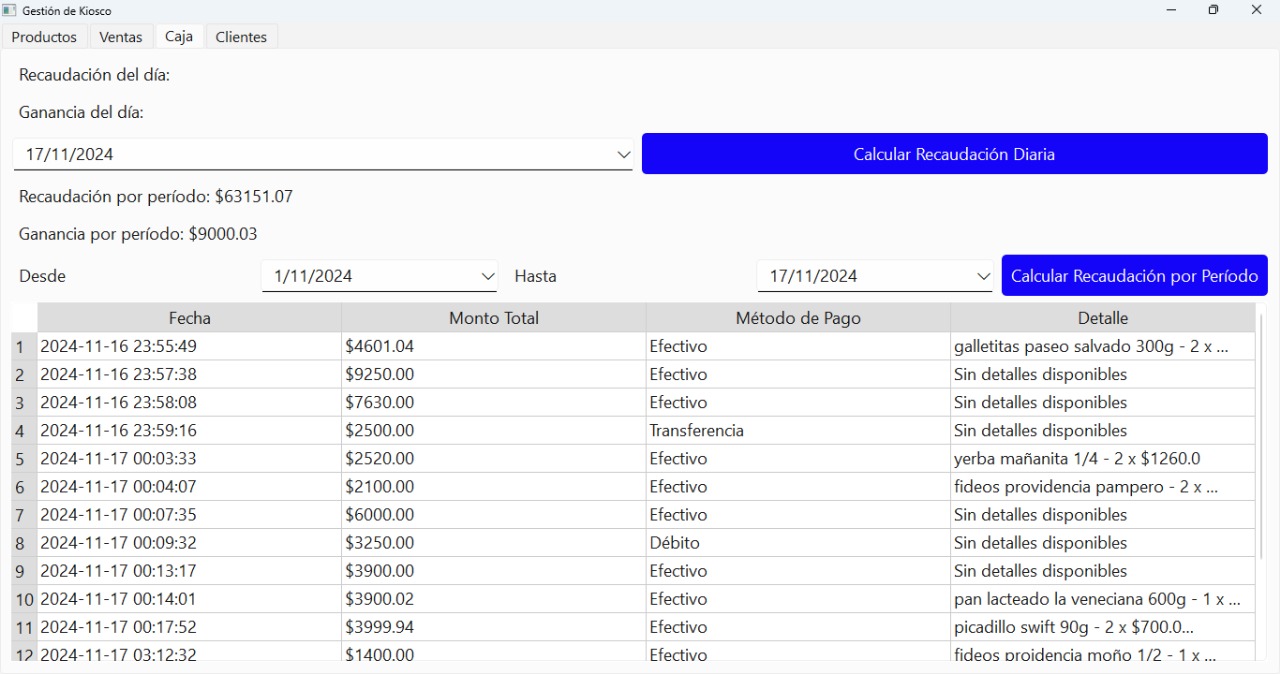 Gestión de Kiosco
Productos Ventas Caja Clientes
Recaudación del día:
Ganancia del día:
17/11/2024 Calcular Recaudación Diaria
Recaudación por período: $63151.07
Ganancia por período: $9000.03
Desde 1/11/2024 Hasta 17/11/2024 Calcular Recaudación por Período
Fecha Monto Total Método de Pago Detalle
1 2024-11-16 23:55:49 $4601.04 Efectivo galletitas paseo salvado 300g - 2 x ...
2 2024-11-16 23:57:38 $9250.00 Efectivo Sin detalles disponibles
3 2024-11-16 23:58:08 $7630.00 Efectivo Sin detalles disponibles
4 2024-11-16 23:59:16 $2500.00 Transferencia Sin detalles disponibles
5 2024-11-17 00:03:33 $2520.00 Efectivo yerba mañanita 1/4 - 2 x $1260.0
6 2024-11-17 00:04:07 $2100.00 Efectivo fideos providencia pampero - 2 x ...
7 2024-11-17 00:07:35 $6000.00 Efectivo Sin detalles disponibles
8 2024-11-17 00:09:32 $3250.00 Débito Sin detalles disponibles
9 2024-11-17 00:13:17 $3900.00 Efectivo Sin detalles disponibles
10 2024-11-17 00:14:01 $3900.02 Efectivo pan lacteado la veneciana 600g - 1 x ...
11 2024-11-17 00:17:52 $3999.94 Efectivo picadillo swift 90g - 2 x $700.0...
12 2024-11-17 03:12:32 $1400.00 Efectivo fideos proidencia moño 1/2 - 1 x ...